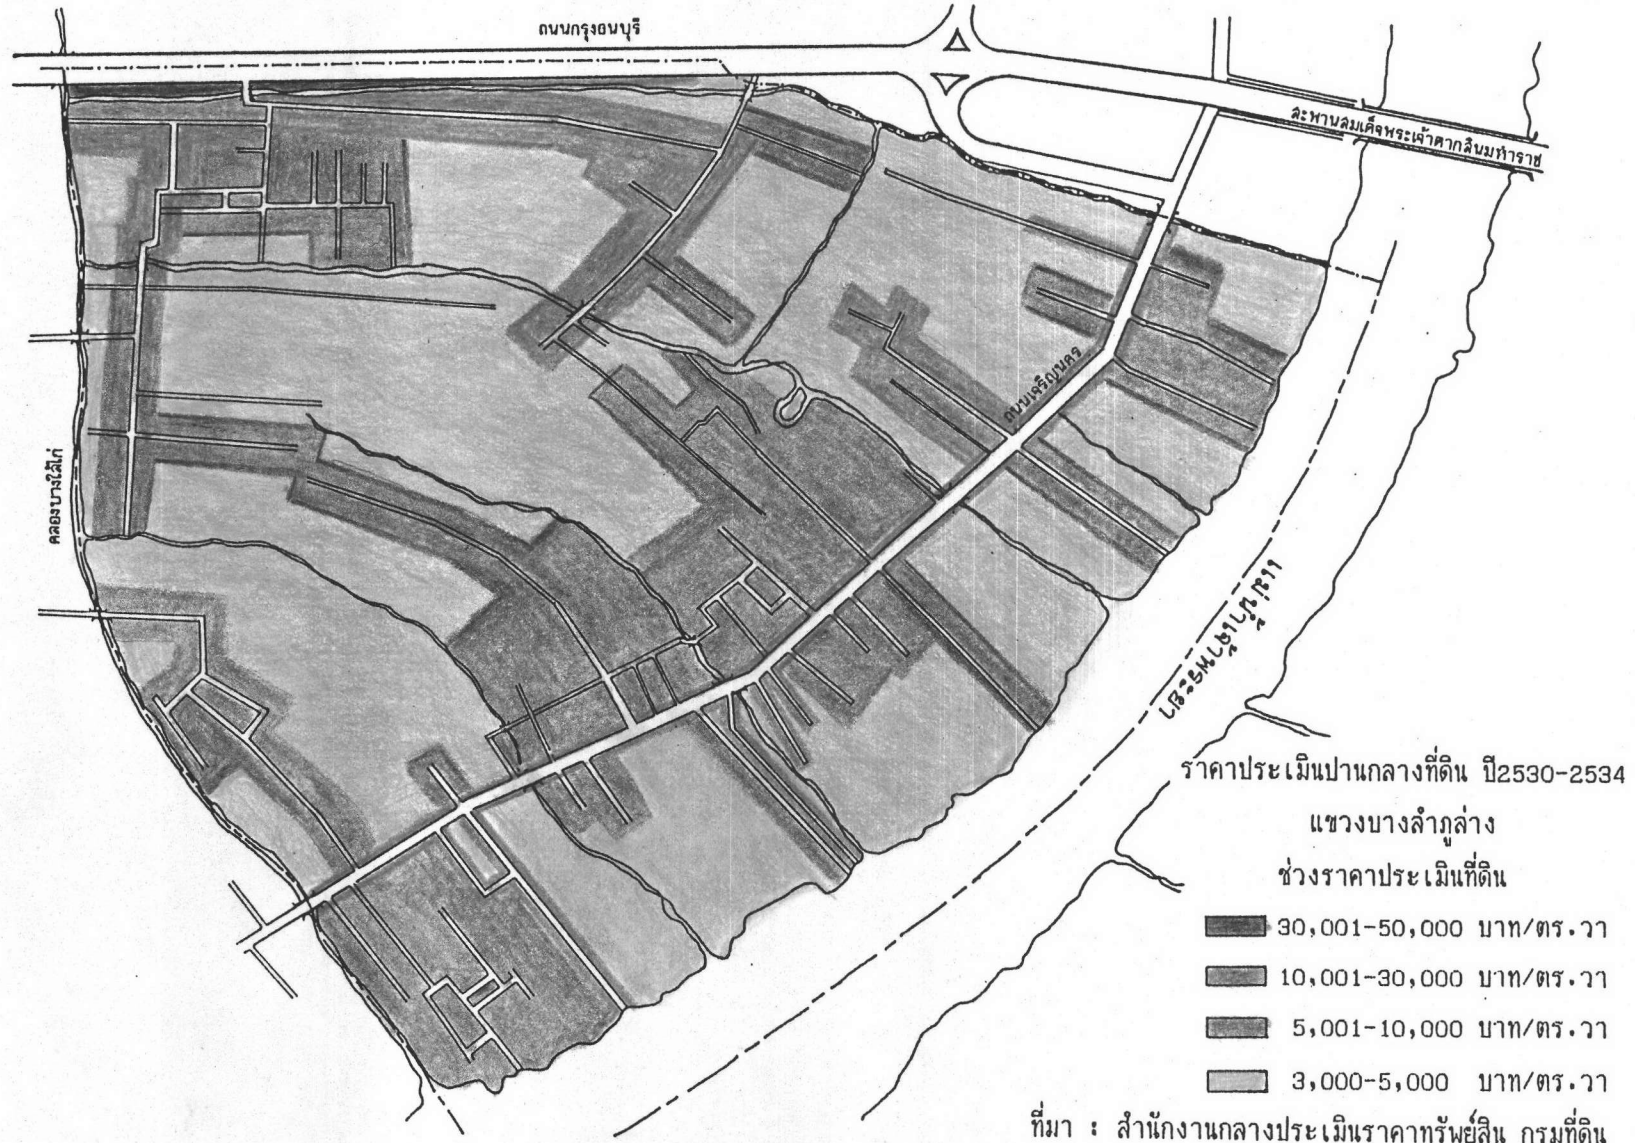 ถนนกรุงธนบุรี
สะพานสมเด็จพระเจ้าตากสินมหาราช
ถนนเจริญนคร
คลองบางไส้ไก่
แม่น้ำเจ้าพระยา
ราคาประเมินปานกลางที่ดิน ปี2530-2534
แขวงบางลำภูล่าง
ช่วงราคาประเมินที่ดิน
30,001-50,000 บาท/ตร.วา
10,001-30,000 บาท/ตร.วา
5,001-10,000 บาท/ตร.วา
3,000-5,000 บาท/ตร.วา
ที่มา : สำนักงานกลางประเมินราคาทรัพย์สิน กรมที่ดิน